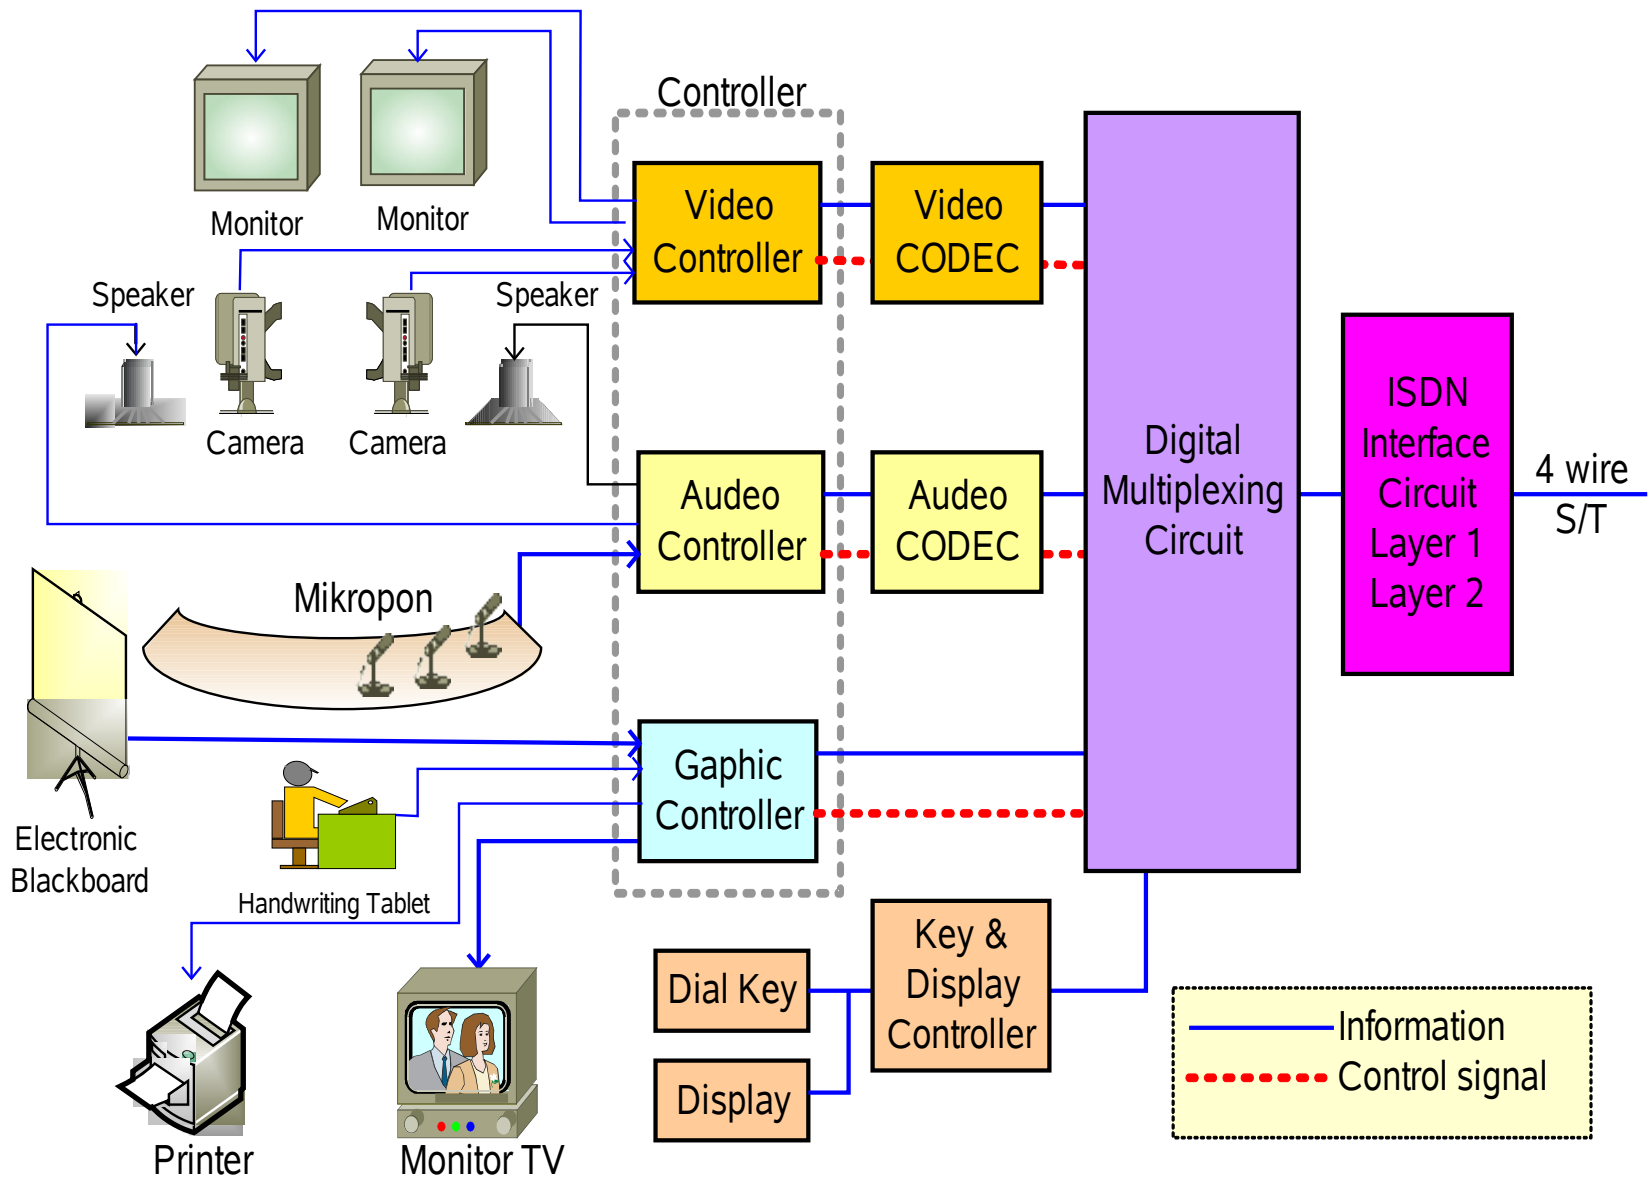 Controller
Monitor
Monitor
Video
Controller
Video
CODEC
Speaker
Speaker
Camera
Camera
Audeo
Controller
Audeo
CODEC
Digital
Multiplexing
Circuit
ISDN
Interface
Circuit
Layer 1
Layer 2
4 wire
S/T
Mikropon
Gaphic
Controller
Electronic
Blackboard
Handwriting Tablet
Key &
Display
Controller
Dial Key
Display
Information
Control signal
Printer
Monitor TV